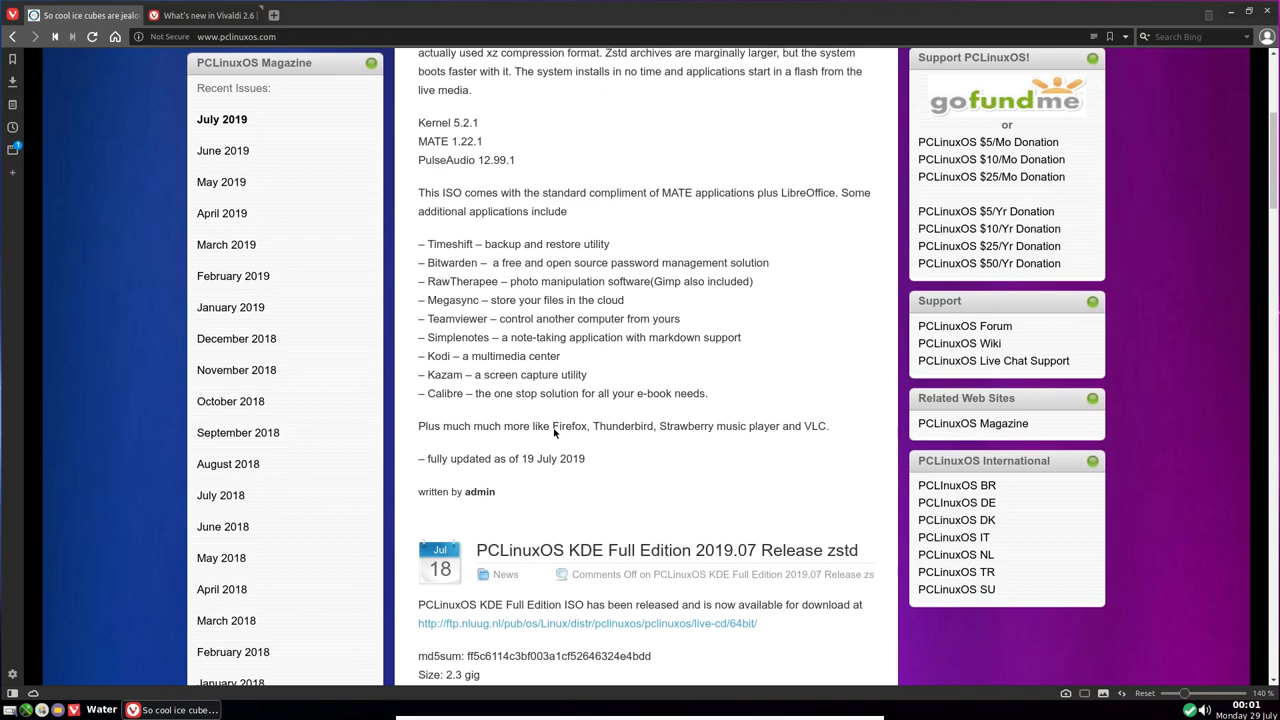 So cool ice cubes are jealo
What's new in Vivaldi 2.6
Not Secure
www.pclinuxos.com
Search Bing
PCLinuxOS Magazine
Recent Issues:
July 2019
June 2019
May 2019
April 2019
March 2019
February 2019
January 2019
December 2018
November 2018
October 2018
September 2018
August 2018
July 2018
June 2018
May 2018
April 2018
March 2018
February 2018
January 2018
actually used xz compression format. Zstd archives are marginally larger, but the system
boots faster with it. The system installs in no time and applications start in a flash from the
live media.
Kernel 5.2.1
MATE 1.22.1
PulseAudio 12.99.1
This ISO comes with the standard compliment of MATE applications plus LibreOffice. Some
additional applications include
– Timeshift – backup and restore utility
– Bitwarden –  a free and open source password management solution
– RawTherapee – photo manipulation software(Gimp also included)
– Megasync – store your files in the cloud
– Teamviewer – control another computer from yours
– Simplenotes – a note-taking application with markdown support
– Kodi – a multimedia center
– Kazam – a screen capture utility
– Calibre – the one stop solution for all your e-book needs.
Plus much much more like Firefox, Thunderbird, Strawberry music player and VLC.
– fully updated as of 19 July 2019
written by admin
Jul
18
PCLinuxOS KDE Full Edition 2019.07 Release zstd
News
Comments Off on PCLinuxOS KDE Full Edition 2019.07 Release zs
PCLinuxOS KDE Full Edition ISO has been released and is now available for download at
http://ftp.nluug.nl/pub/os/Linux/distr/pclinuxos/pclinuxos/live-cd/64bit/
md5sum: ff5c6114c3bf003a1cf52646324e4bdd
Size: 2.3 gig
Support PCLinuxOS!
gofundme
or
PCLinuxOS $5/Mo Donation
PCLinuxOS $10/Mo Donation
PCLinuxOS $25/Mo Donation
PCLinuxOS $5/Yr Donation
PCLinuxOS $10/Yr Donation
PCLinuxOS $25/Yr Donation
PCLinuxOS $50/Yr Donation
Support
PCLinuxOS Forum
PCLinuxOS Wiki
PCLinuxOS Live Chat Support
Related Web Sites
PCLinuxOS Magazine
PCLinuxOS International
PCLInuxOS BR
PCLInuxOS DE
PCLinuxOS DK
PCLinuxOS IT
PCLinuxOS NL
PCLinuxOS TR
PCLinuxOS SU
1
Reset
140 %
Water
So cool ice cube...
00:01
Monday 29 July